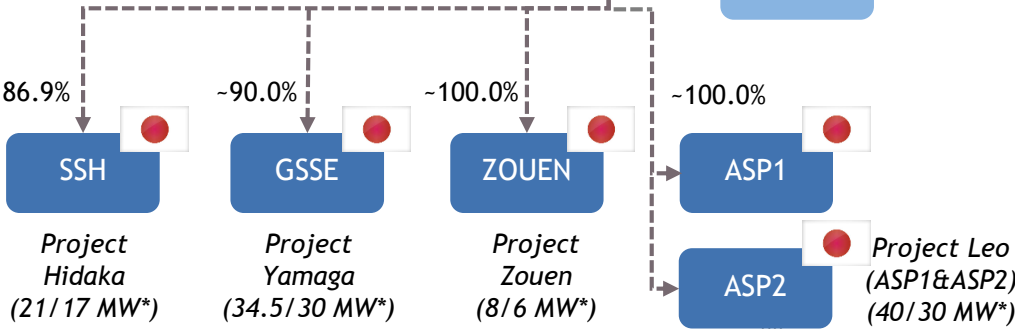 86.9%
~90.0%
~100.0%
~100.0%
SSH
GSSE
ZOUEN
ASP1
Project
Hidaka
(21/17 MW*)
Project
Yamaga
(34.5/30 MW*)
Project
Zouen
(8/6 MW*)
ASP2
Project Leo
(ASP1&ASP2)
(40/30 MW*)